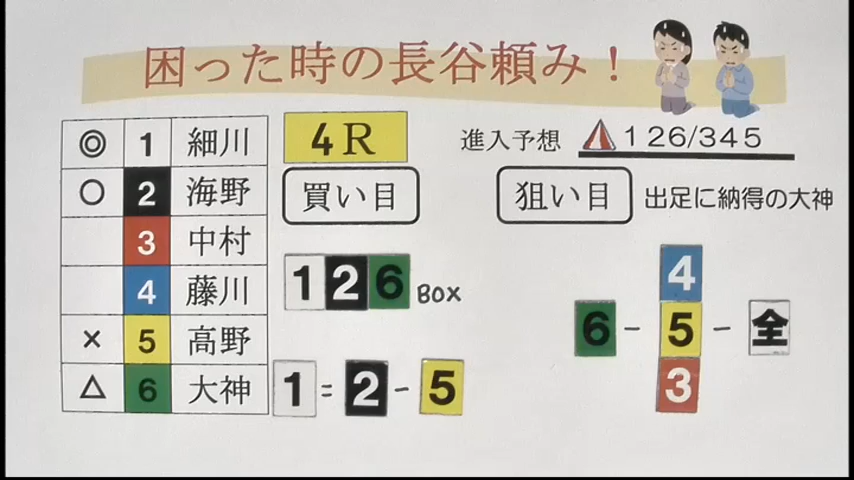 困った時の長谷頼み！
◎ 1 細川
○ 2 海野
3 中村
4 藤川
× 5 高野
△ 6 大神
4R
進入予想 126/345
買い目
126 BOX
1=2-5
狙い目 出足に納得の大神
4
6-5-全
3